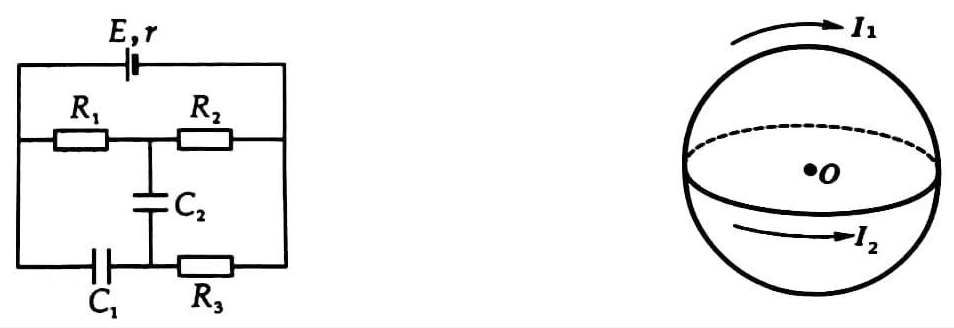 E, r
R₁ R₂
C₂
C₁
R₃
I₁
O
I₂